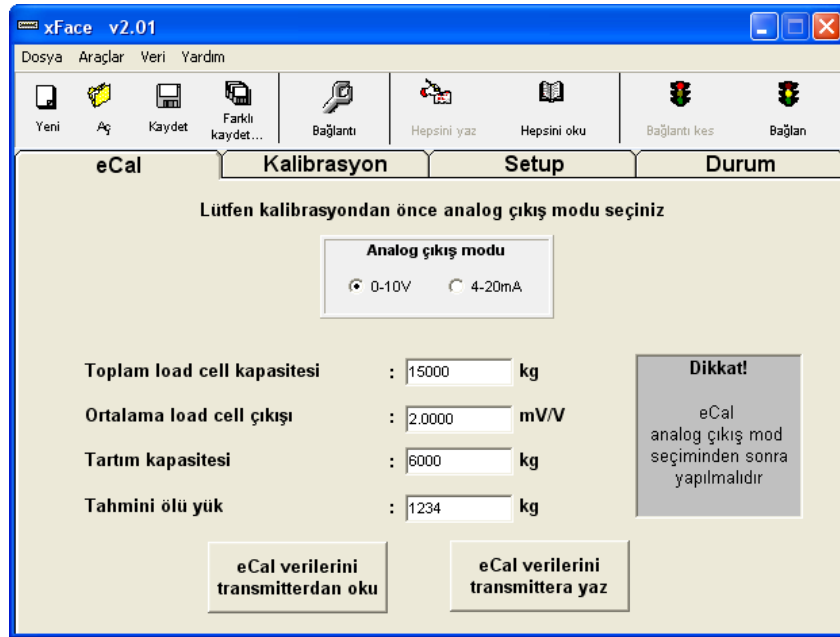 xFace v2.01
Dosya Araçlar Veri Yardım
Yeni
Aç
Kaydet
Farklı
kaydet...
Bağlantı
Hepsini yaz
Hepsini oku
Bağlantı kes
Bağlan
eCal
Kalibrasyon
Setup
Durum
Lütfen kalibrasyondan önce analog çıkış modu seçiniz
Analog çıkış modu
0-10V 4-20mA
Toplam load cell kapasitesi : 15000 kg
Ortalama load cell çıkışı : 2.0000 mV/V
Tartım kapasitesi : 6000 kg
Tahmini ölü yük : 1234 kg
Dikkat!
eCal
analog çıkış mod
seçiminden sonra
yapılmalıdır
eCal verilerini
transmitterdan oku
eCal verilerini
transmittera yaz